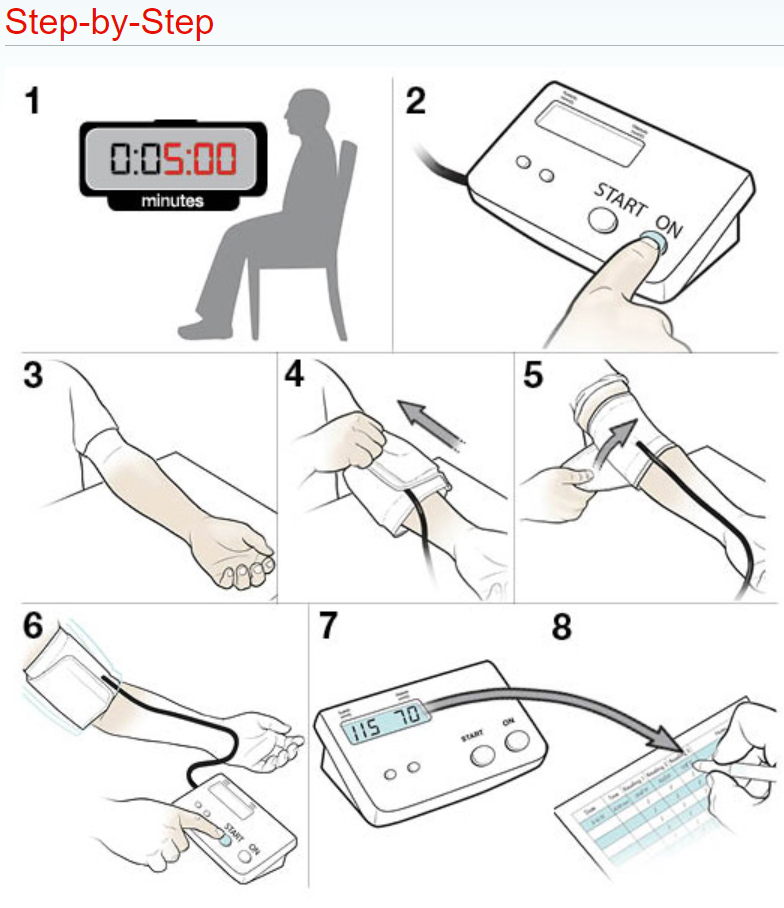 Step-by-Step
1
0:05:00
minutes
2
START ON
3
4
5
6
START ON
7
115 70
START ON
8
Date Time Reading 1 Reading 2